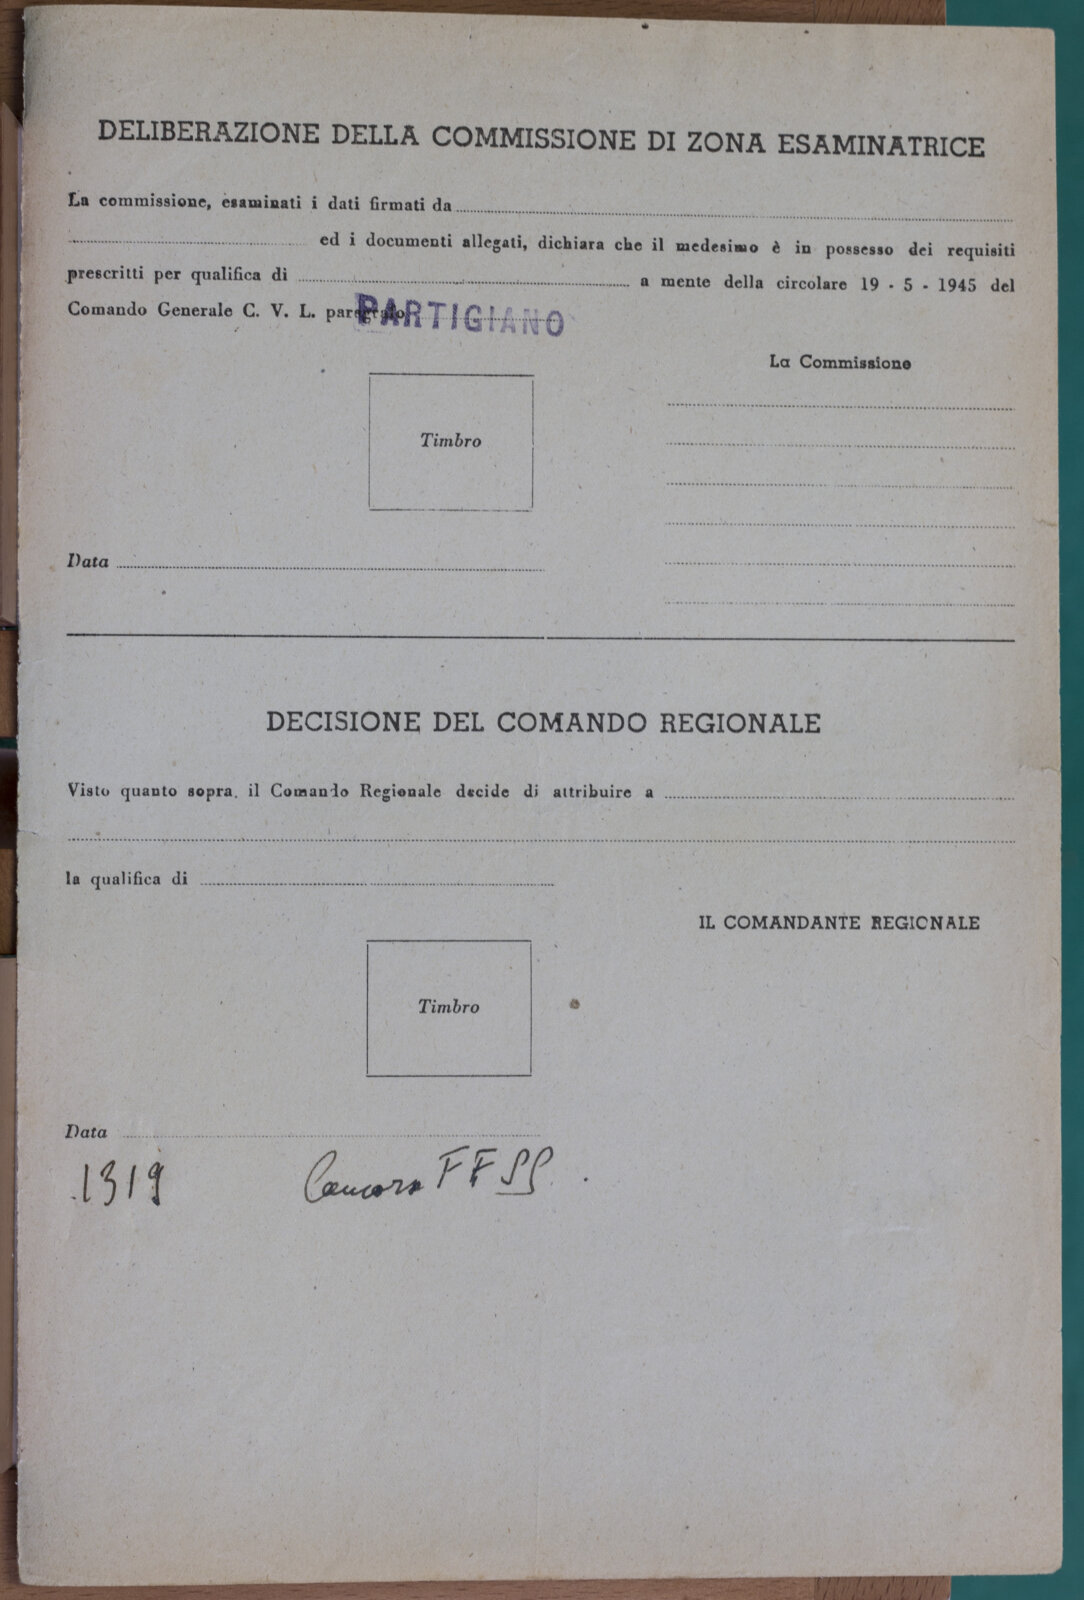 DELIBERAZIONE DELLA COMMISSIONE DI ZONA ESAMINATRICE
La commissione, esaminati i dati firmati da
ed i documenti allegati, dichiara che il medesimo è in possesso dei requisiti
prescritti per qualifica di a mente della circolare 19 - 5 - 1945 del
Comando Generale C. V. L. paragrafo PARTIGIANO
La Commissione
Timbro
Data
DECISIONE DEL COMANDO REGIONALE
Visto quanto sopra, il Comando Regionale decide di attribuire a
la qualifica di
IL COMANDANTE REGIONALE
Timbro
Data
1319 FFSS.